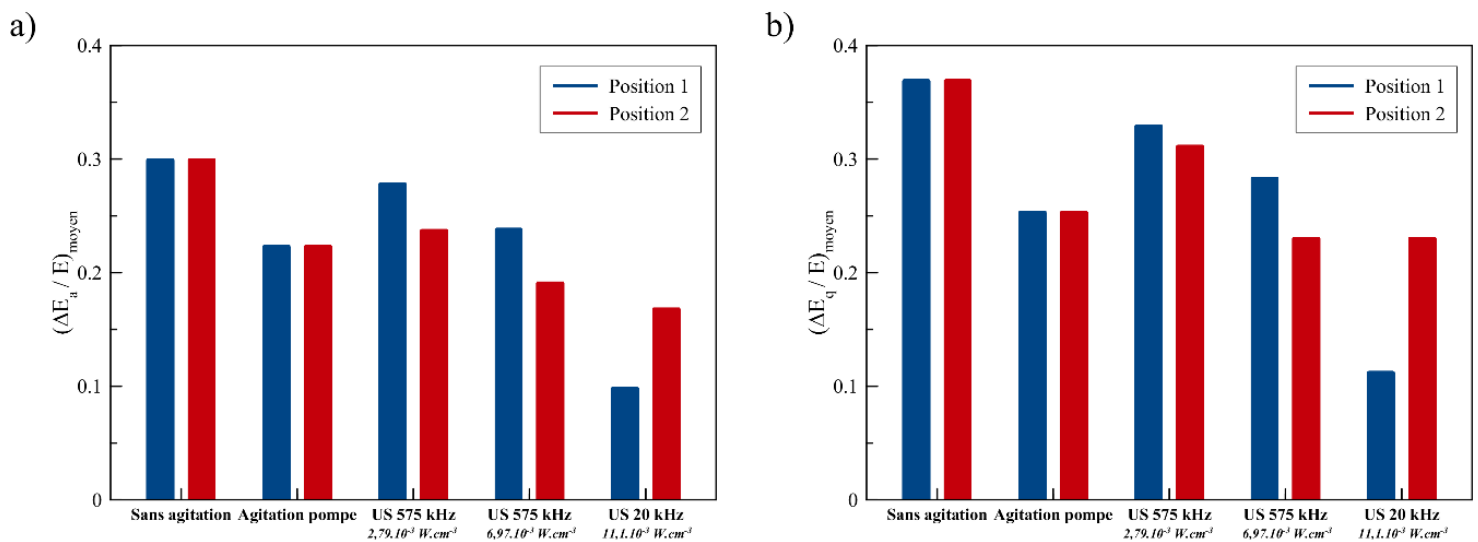 a)
0.4
0.3
0.2
0.1
0
(ΔEa / E)moyen
Position 1
Position 2
Sans agitation Agitation pompe US 575 kHz US 575 kHz US 20 kHz
2,79.10-3 W.cm-3 6,97.10-3 W.cm-3 11,1.10-3 W.cm-3
b)
0.4
0.3
0.2
0.1
0
(ΔEq / E)moyen
Position 1
Position 2
Sans agitation Agitation pompe US 575 kHz US 575 kHz US 20 kHz
2,79.10-3 W.cm-3 6,97.10-3 W.cm-3 11,1.10-3 W.cm-3